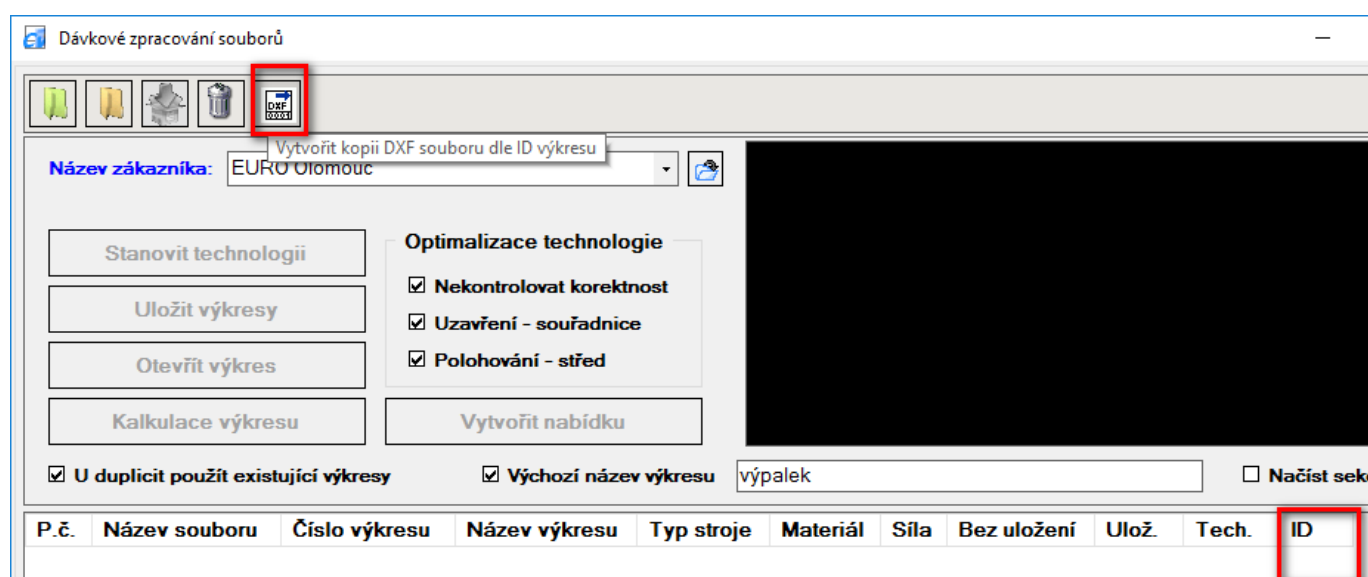 Dávkové zpracování souborů
DXF
Vytvořit kopii DXF souboru dle ID výkresu
Název zákazníka: EURO Olomouc
Stanovit technologii
Optimalizace technologie
Nekontrolovat korektnost
Uložit výkresy
Uzavření - souřadnice
Otevřít výkres
Polohování - střed
Kalkulace výkresu
Vytvořit nabídku
U duplicit použít existující výkresy
Výchozí název výkresu
výpalek
Načíst sek
P.č. Název souboru Číslo výkresu Název výkresu Typ stroje Materiál Síla Bez uložení Ulož. Tech. ID